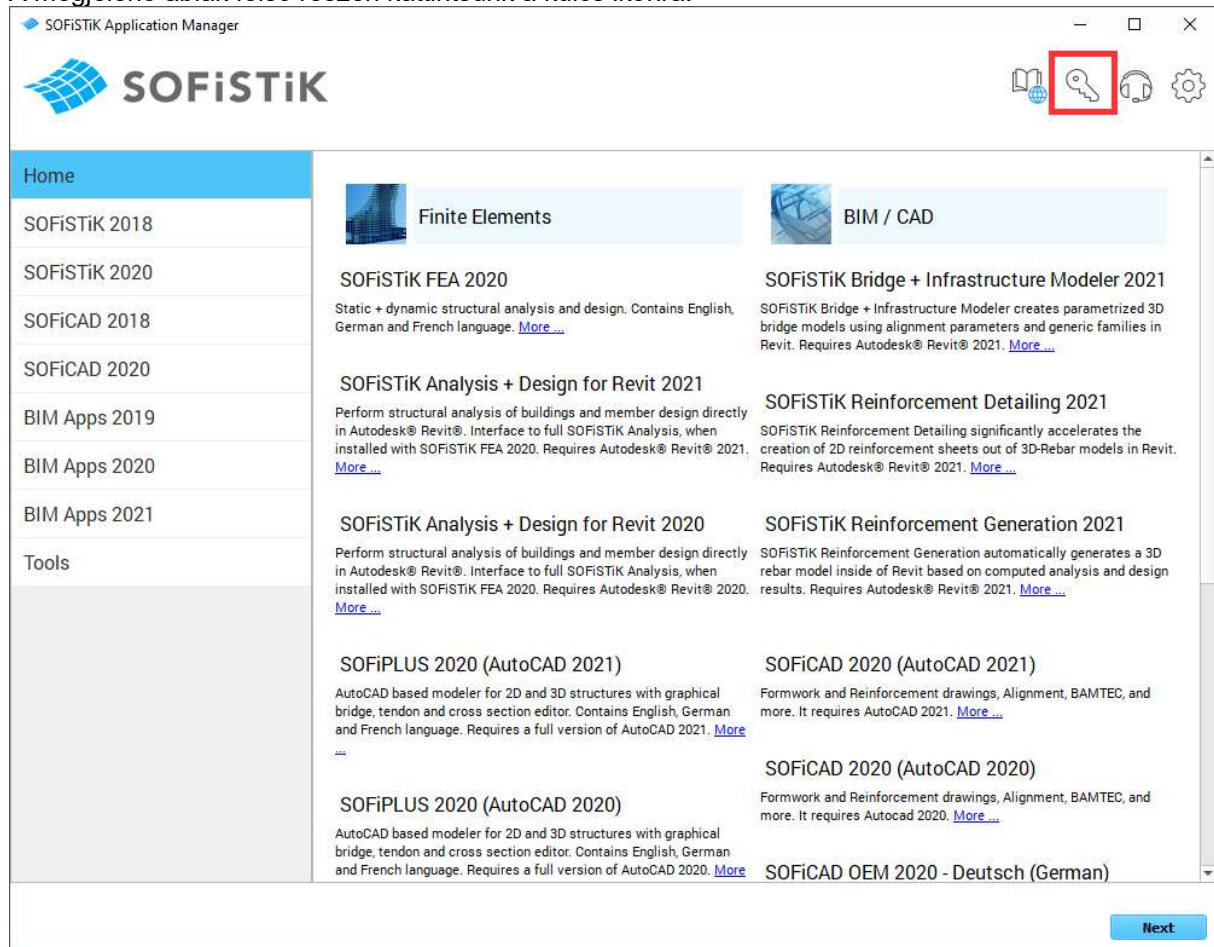 A megjelenő ablak felső részén kattintsunk a kulcs ikonra.
SOFiSTiK Application Manager
SOFiSTiK
Home
SOFiSTiK 2018
SOFiSTiK 2020
SOFiCAD 2018
SOFiCAD 2020
BIM Apps 2019
BIM Apps 2020
BIM Apps 2021
Tools
Finite Elements
SOFiSTiK FEA 2020
Static + dynamic structural analysis and design. Contains English,
German and French language. More ...
SOFiSTiK Analysis + Design for Revit 2021
Perform structural analysis of buildings and member design directly
in Autodesk® Revit®. Interface to full SOFiSTiK Analysis, when
installed with SOFiSTiK FEA 2020. Requires Autodesk® Revit® 2021.
More ...
SOFiSTiK Analysis + Design for Revit 2020
Perform structural analysis of buildings and member design directly
in Autodesk® Revit®. Interface to full SOFiSTiK Analysis, when
installed with SOFiSTiK FEA 2020. Requires Autodesk® Revit® 2020.
More ...
SOFiPLUS 2020 (AutoCAD 2021)
AutoCAD based modeler for 2D and 3D structures with graphical
bridge, tendon and cross section editor. Contains English, German
and French language. Requires a full version of AutoCAD 2021. More
...
SOFiPLUS 2020 (AutoCAD 2020)
AutoCAD based modeler for 2D and 3D structures with graphical
bridge, tendon and cross section editor. Contains English, German
and French language. Requires a full version of AutoCAD 2020. More
BIM / CAD
SOFiSTiK Bridge + Infrastructure Modeler 2021
SOFiSTiK Bridge + Infrastructure Modeler creates parametrized 3D
bridge models using alignment parameters and generic families in
Revit. Requires Autodesk® Revit® 2021. More ...
SOFiSTiK Reinforcement Detailing 2021
SOFiSTiK Reinforcement Detailing significantly accelerates the
creation of 2D reinforcement sheets out of 3D-Rebar models in Revit.
Requires Autodesk® Revit® 2021. More ...
SOFiSTiK Reinforcement Generation 2021
SOFiSTiK Reinforcement Generation automatically generates a 3D
rebar model inside of Revit based on computed analysis and design
results. Requires Autodesk® Revit® 2021. More ...
SOFiCAD 2020 (AutoCAD 2021)
Formwork and Reinforcement drawings, Alignment, BAMTEC, and
more. It requires AutoCAD 2021. More ...
SOFiCAD 2020 (AutoCAD 2020)
Formwork and Reinforcement drawings, Alignment, BAMTEC, and
more. It requires Autocad 2020. More ...
SOFiCAD OEM 2020 - Deutsch (German)
Next